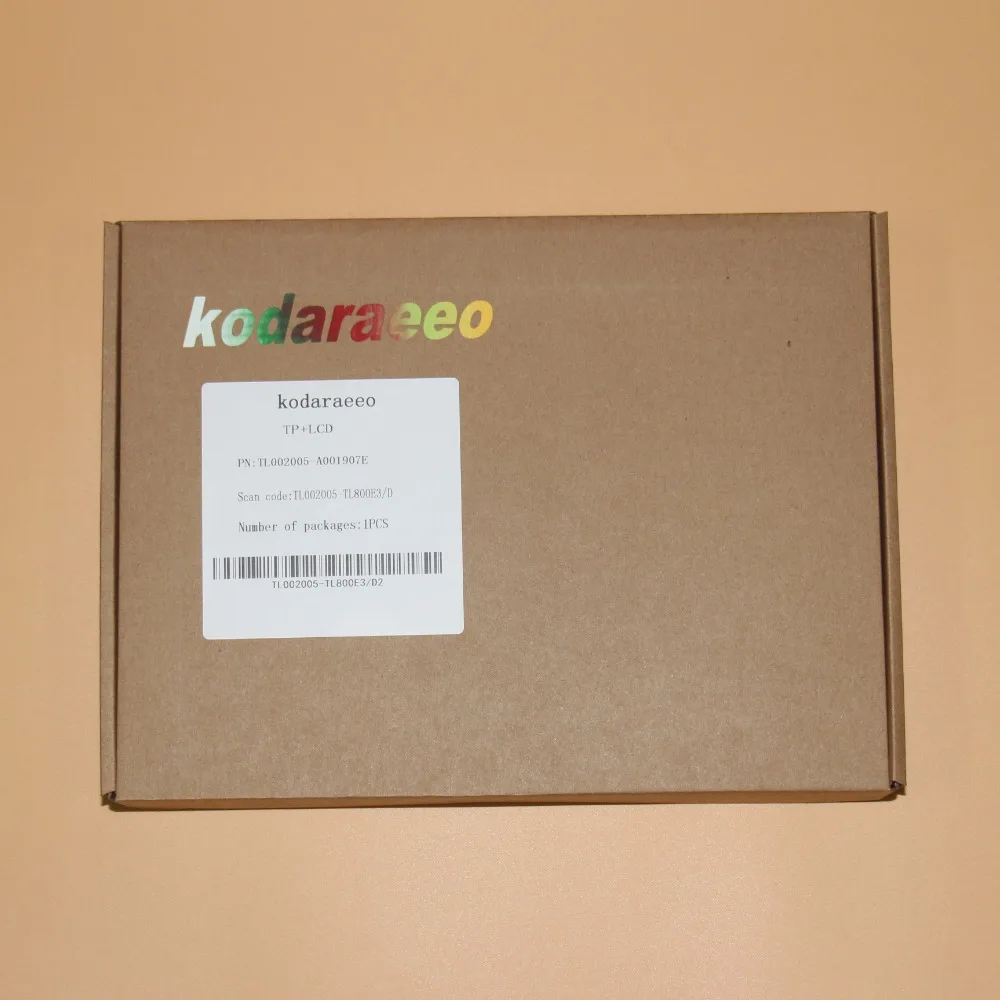 kodaraeeo
kodaraeeo
TP+LCD
PN:TL002005-A001907E
Scan code:TL002005-TL800E3/D
Number of packages:1PCS
TL002005-TL800E3/D2